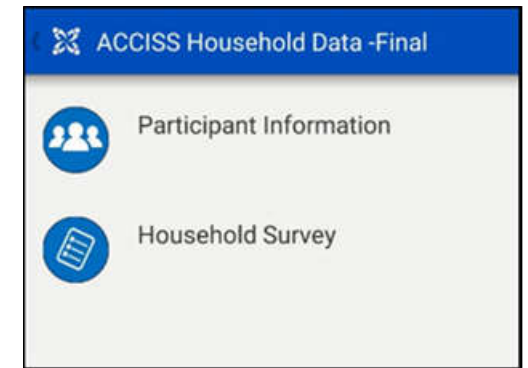 ACCISS Household Data -Final
Participant Information
Household Survey